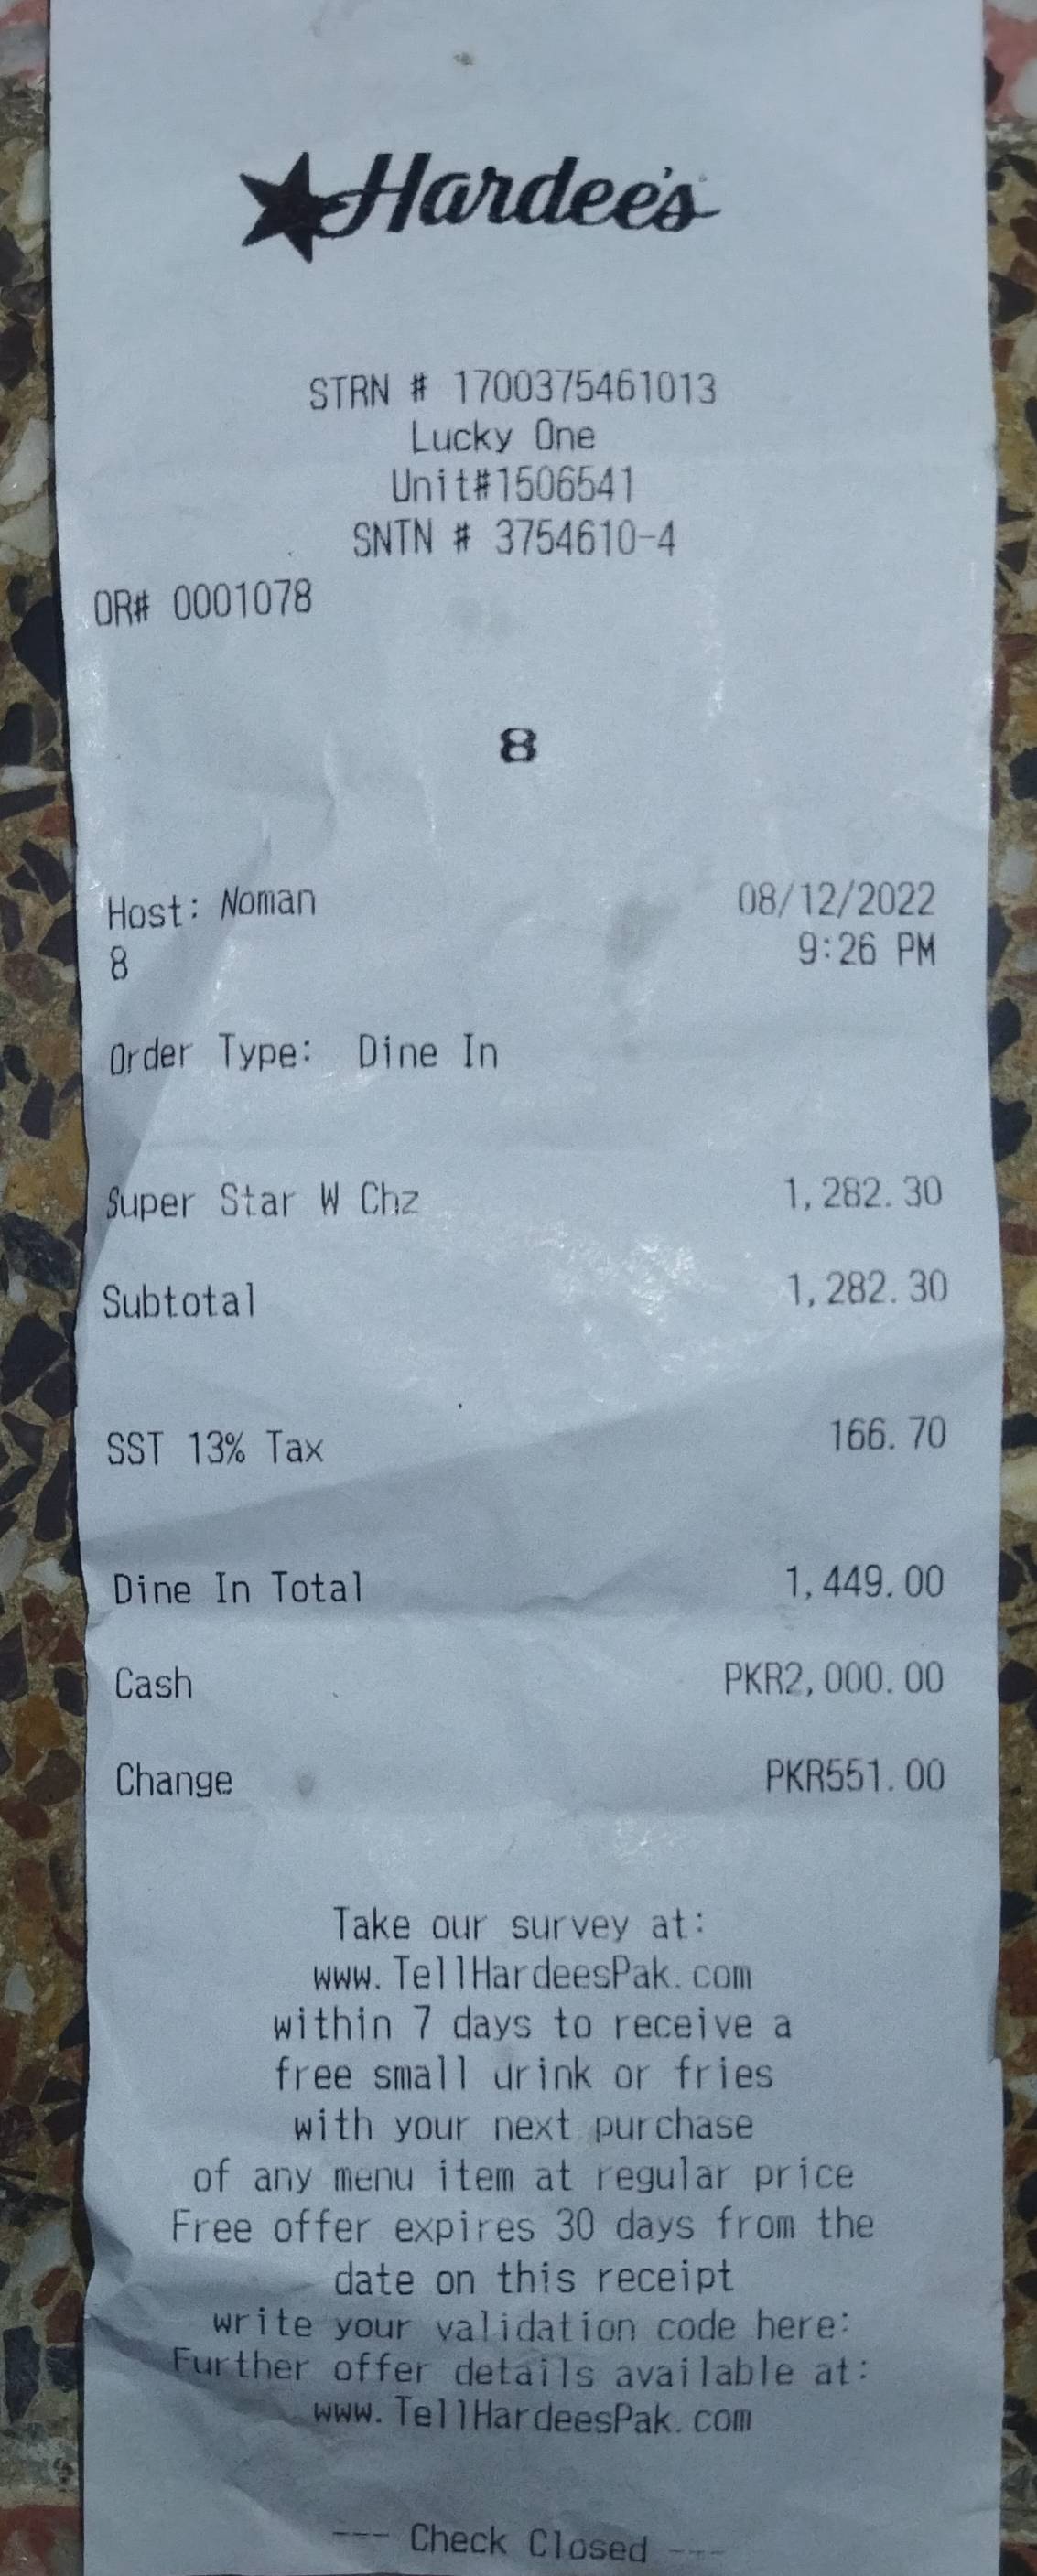 Hardee's
STRN # 1700375461013
Lucky One
Unit#1506541
SNTN # 3754610-4
OR# 0001078
8
Host: Noman 08/12/2022
8 9:26 PM
Order Type: Dine In
Super Star W Chz 1,282.30
Subtotal 1,282.30
SST 13% Tax 166.70
Dine In Total 1,449.00
Cash PKR2,000.00
Change PKR551.00
Take our survey at:
www.TellHardeesPak.com
within 7 days to receive a
free small drink or fries
with your next purchase
of any menu item at regular price
Free offer expires 30 days from the
date on this receipt
write your validation code here:
Further offer details available at:
www.TellHardeesPak.com
--- Check Closed ---